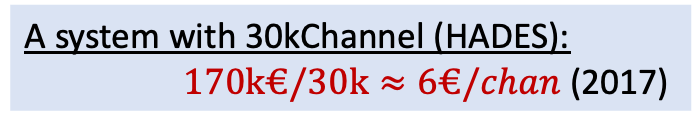 A system with 30kChannel (HADES):
170k€/30k ≈ 6€/chan (2017)